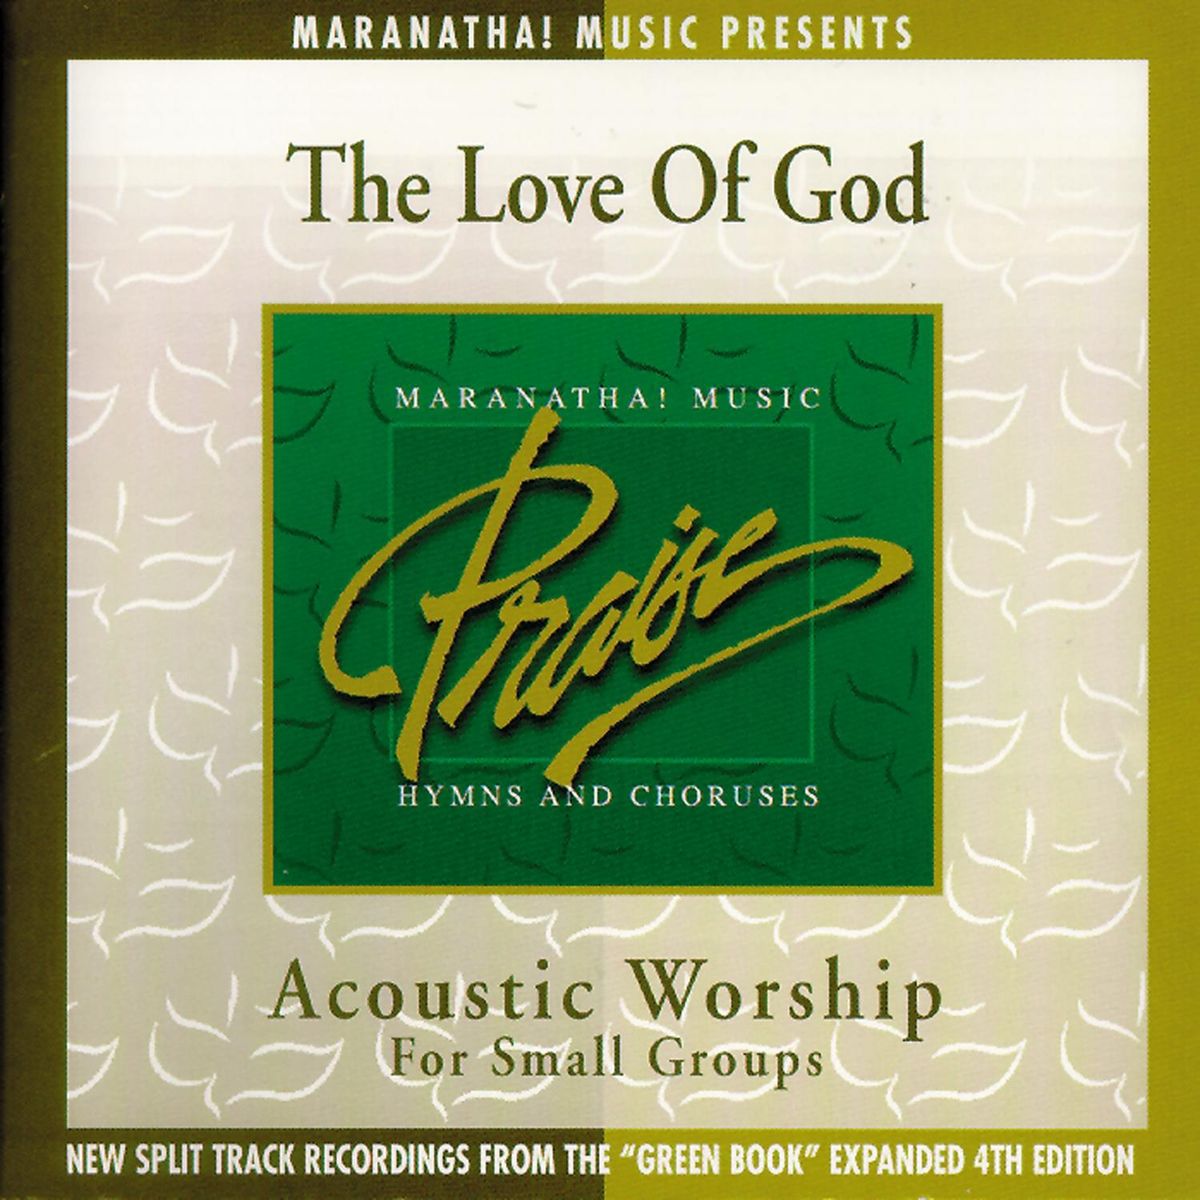 MARANATHA! MUSIC PRESENTS
The Love Of God
MARANATHA! MUSIC
Praise
HYMNS AND CHORUSES
Acoustic Worship
For Small Groups
NEW SPLIT TRACK RECORDINGS FROM THE "GREEN BOOK" EXPANDED 4TH EDITION